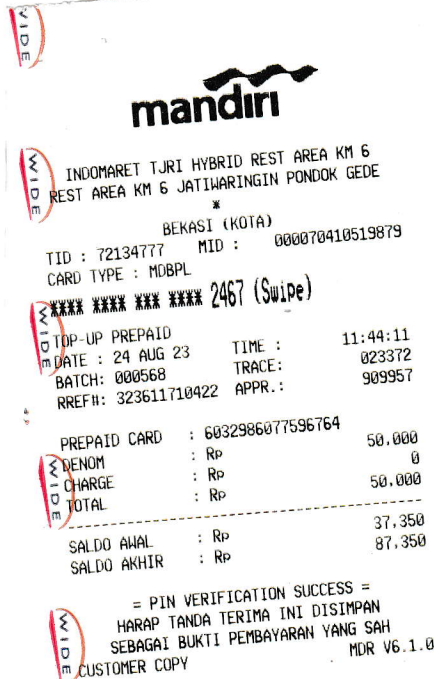 WIDE
mandiri
WIDE
INDOMARET TJRI HYBRID REST AREA KM 6
REST AREA KM 6 JATIWARINGIN PONDOK GEDE
*
BEKASI (KOTA)
TID : 72134777 MID : 000070410519879
CARD TYPE : MDBPL
**** **** *** **** 2467 (Swipe)
WIDE
TOP-UP PREPAID
DATE : 24 AUG 23 TIME : 11:44:11
BATCH: 000568 TRACE: 023372
RREF#: 323611710422 APPR.: 909957
PREPAID CARD : 6032986077596764
DENOM : Rp 50,000
CHARGE : Rp 0
TOTAL : Rp 50,000
WIDE
SALDO AWAL : Rp 37,350
SALDO AKHIR : Rp 87,350
= PIN VERIFICATION SUCCESS =
HARAP TANDA TERIMA INI DISIMPAN
SEBAGAI BUKTI PEMBAYARAN YANG SAH
WIDE
CUSTOMER COPY MDR V6.1.0